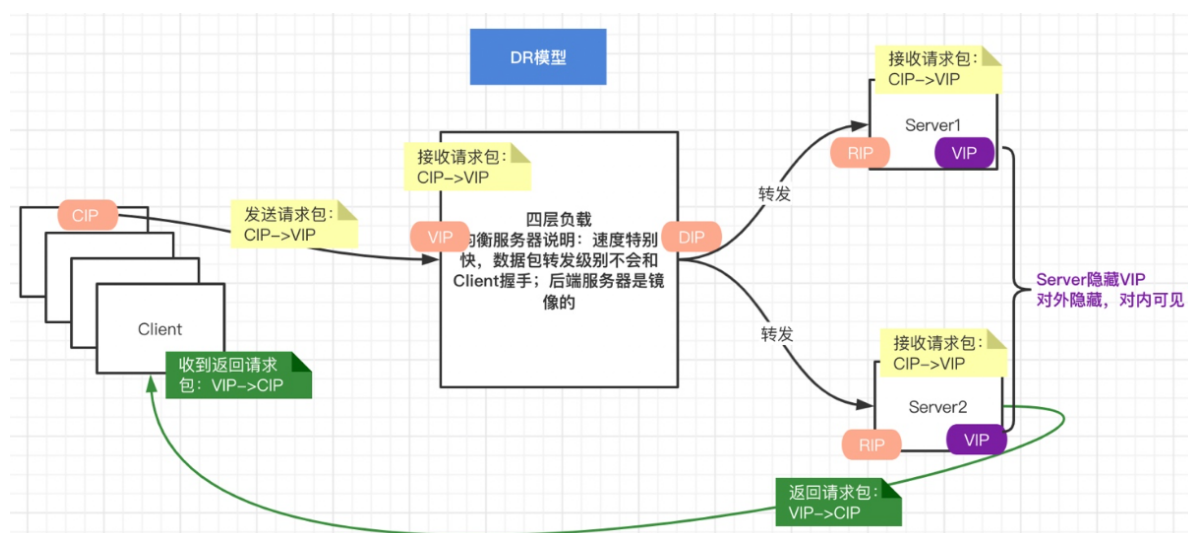 DR模型
接收请求包：
CIP->VIP
Server1
RIP
VIP
接收请求包：
CIP->VIP
转发
CIP
发送请求包：
CIP->VIP
四层负载
VIP
均衡服务器说明：速度特别
DIP
快，数据包转发级别不会和
Client握手；后端服务器是镜
像的
Server隐藏VIP
对外隐藏，对内可见
Client
转发
接收请求包：
CIP->VIP
收到返回请求
包：VIP->CIP
Server2
RIP
VIP
返回请求包：
VIP->CIP